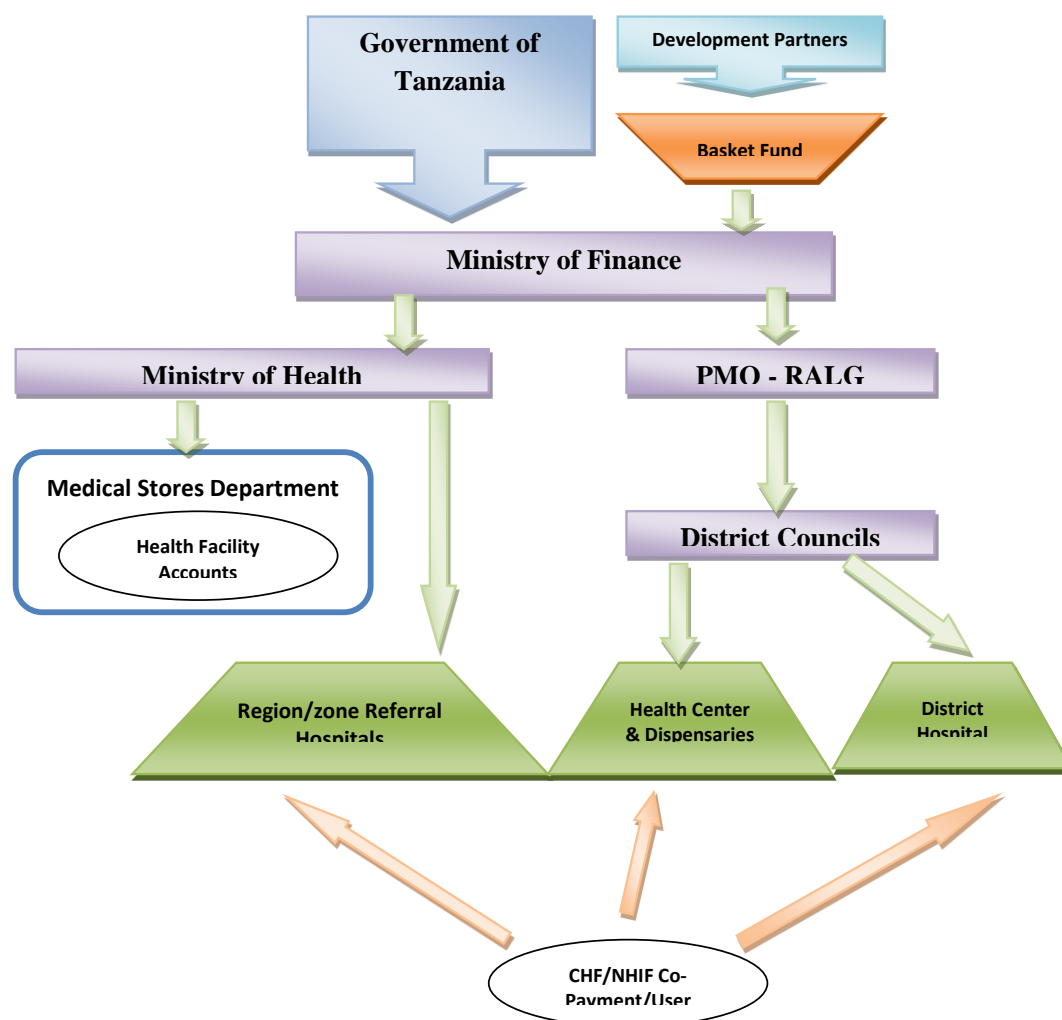 Government of
Tanzania
Development Partners
Basket Fund
Ministry of Finance
Ministry of Health
PMO - RALG
Medical Stores Department
Health Facility
Accounts
District Councils
Region/zone Referral
Hospitals
Health Center
& Dispensaries
District
Hospital
CHF/NHIF Co-
Payment/User